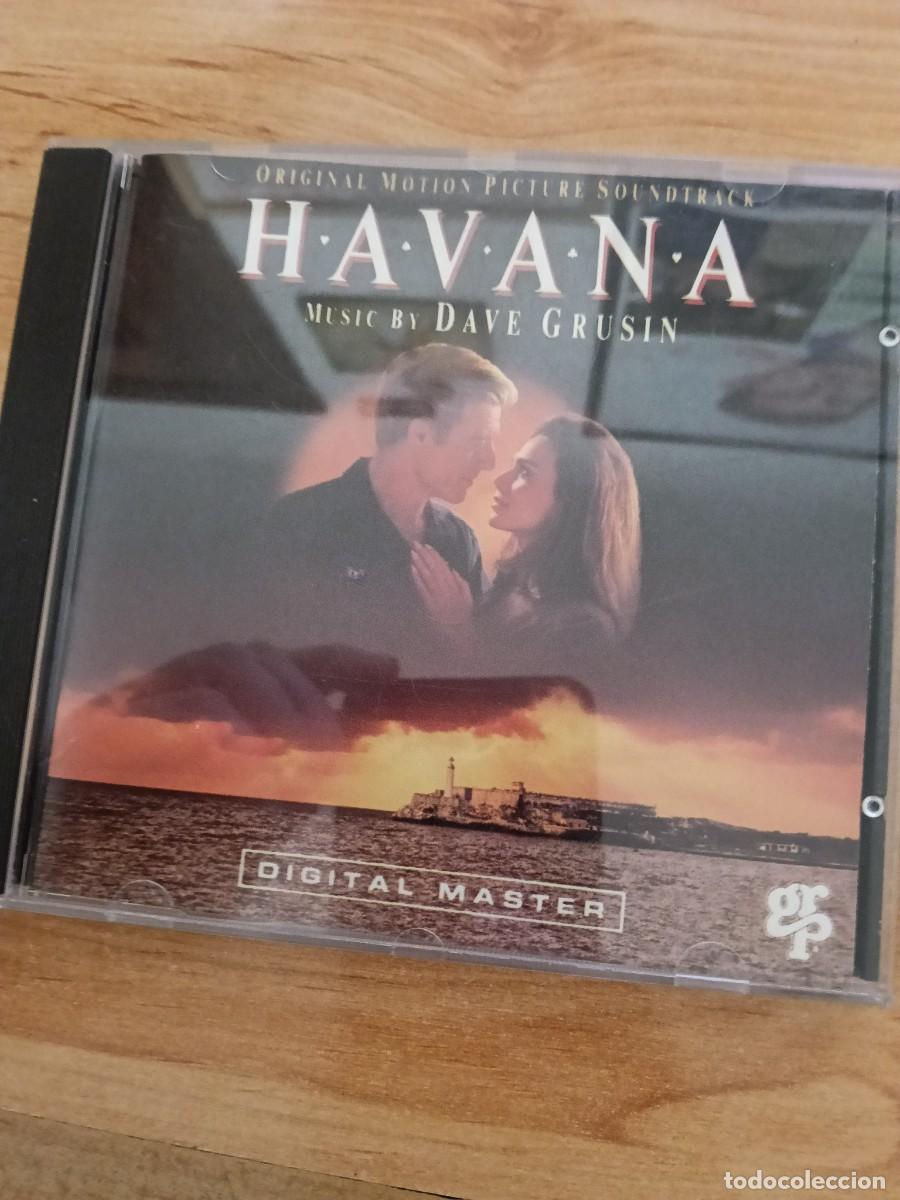 ORIGINAL MOTION PICTURE SOUNDTRACK
H·A·V·A·N·A
MUSIC BY DAVE GRUSIN
DIGITAL MASTER
grp
todocoleccion